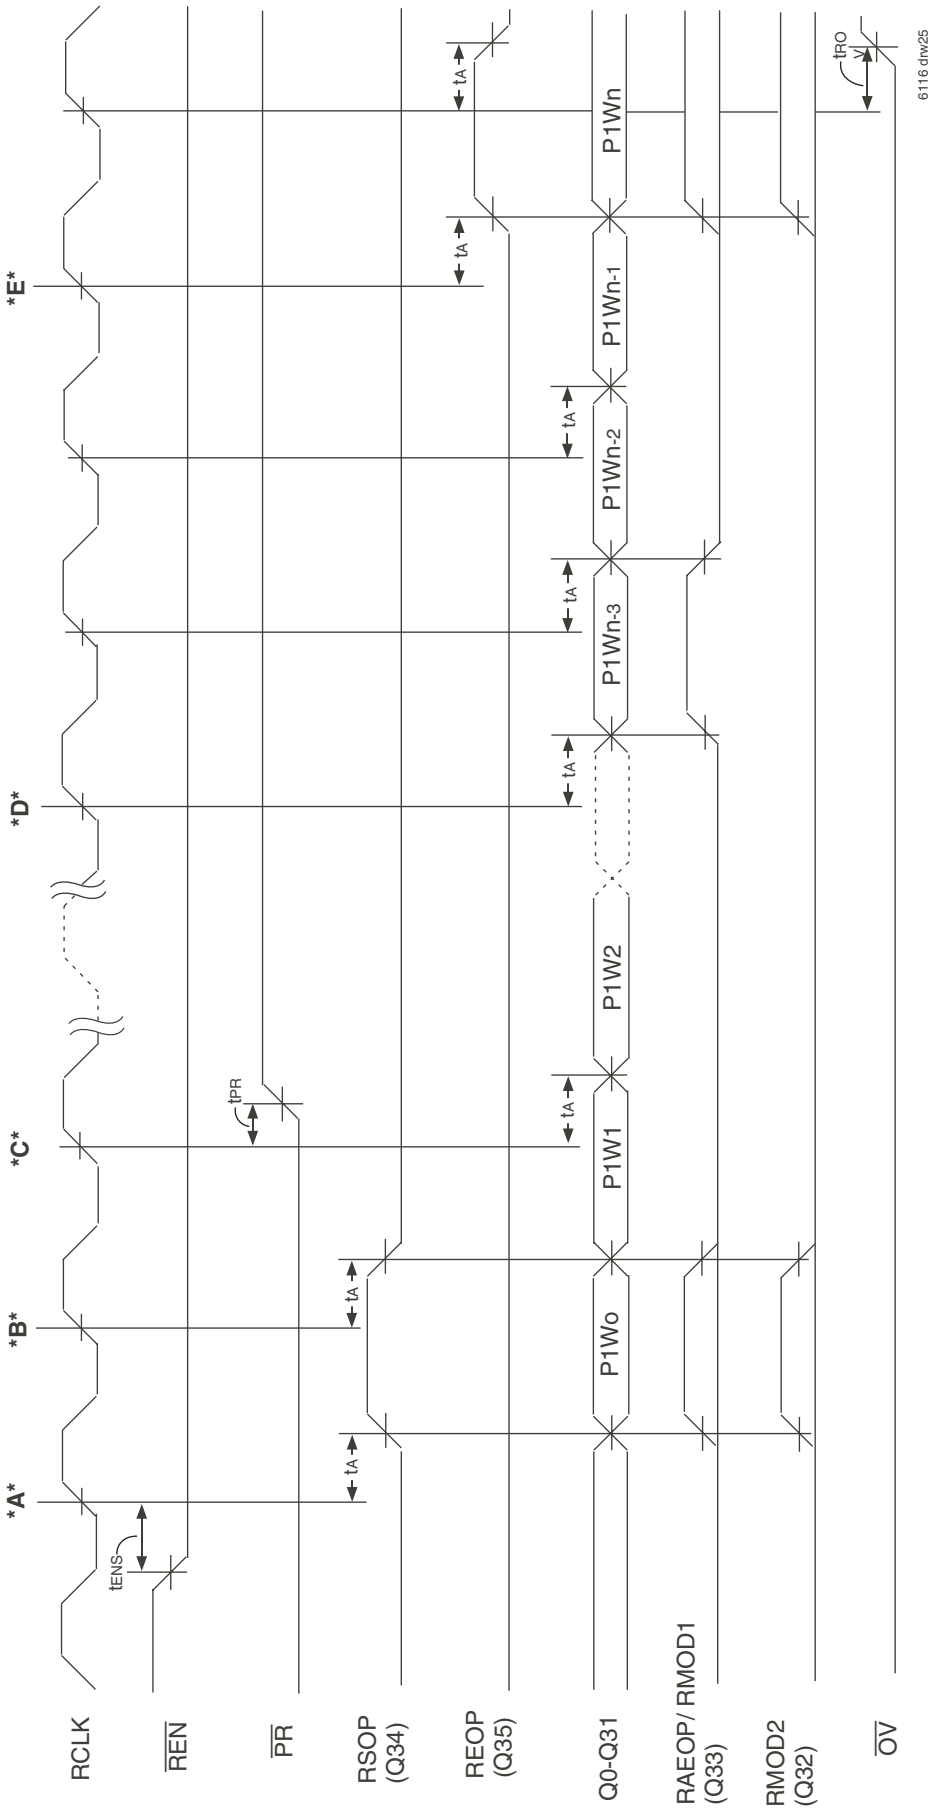 *A*
*B*
*C*
*D*
*E*
RCLK
tENS
REN
tPR
PR
RSOP
(Q34)
tA
tA
REOP
(Q35)
tA
tA
tA
tA
tA
tA
Q0-Q31
P1Wo
P1W1
P1W2
P1Wn-3
P1Wn-2
P1Wn-1
P1Wn
RAEOP/ RMOD1
(Q33)
RMOD2
(Q32)
OV
tRO
V
6116 drw25